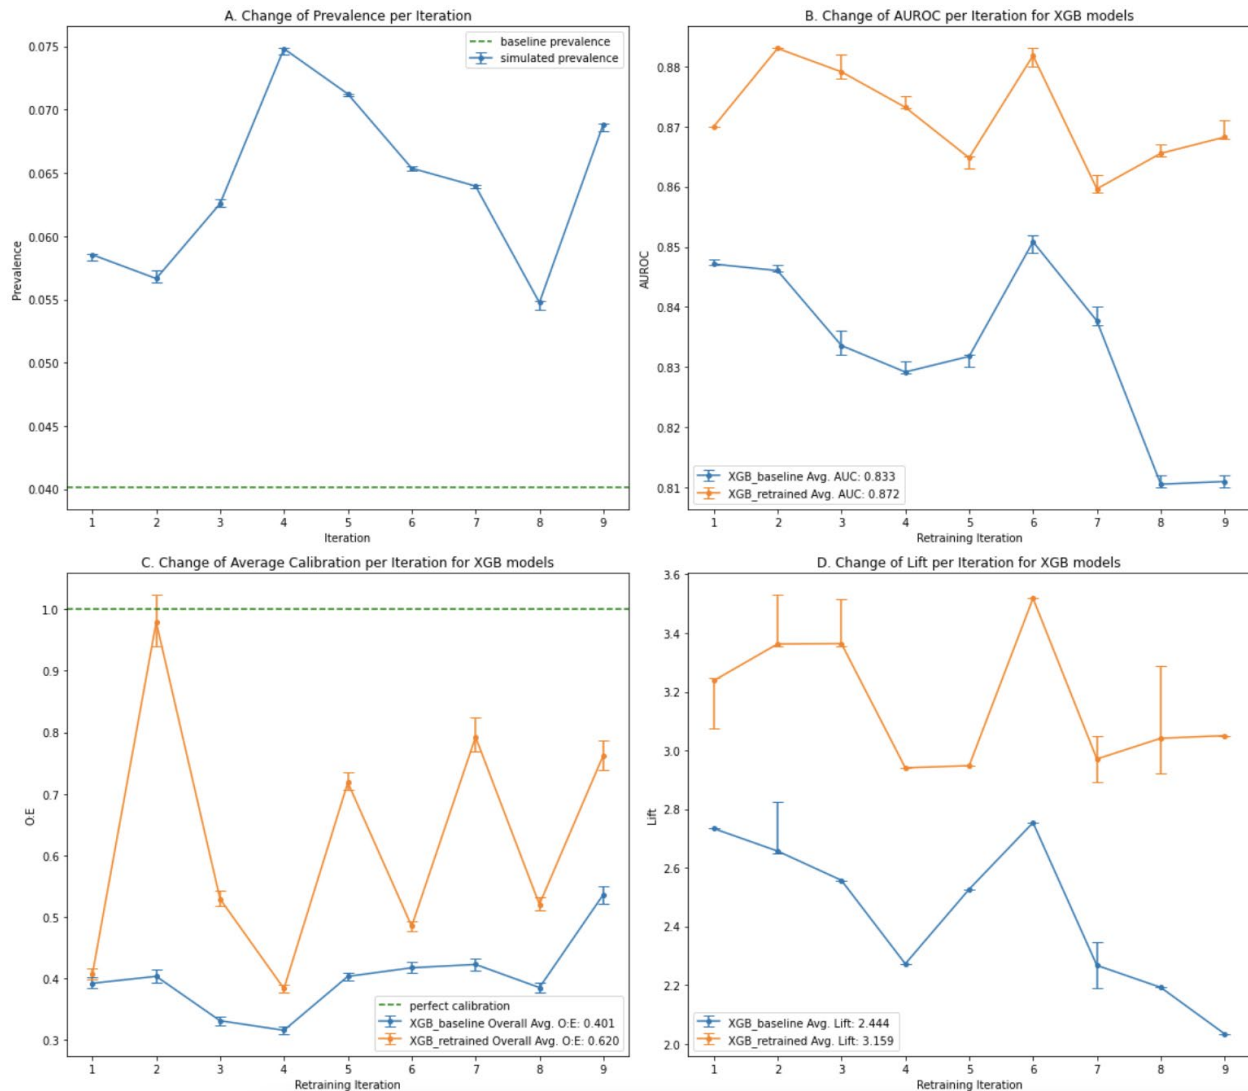 A. Change of Prevalence per Iteration
baseline prevalence
simulated prevalence
0.075
0.070
0.065
0.060
0.055
0.050
0.045
0.040
Prevalence
1 2 3 4 5 6 7 8 9
Iteration
B. Change of AUROC per Iteration for XGB models
0.88
0.87
0.86
0.85
0.84
0.83
0.82
0.81
AUROC
XGB_baseline Avg. AUC: 0.833
XGB_retrained Avg. AUC: 0.872
1 2 3 4 5 6 7 8 9
Retraining Iteration
C. Change of Average Calibration per Iteration for XGB models
1.0
0.9
0.8
0.7
0.6
0.5
0.4
0.3
O:E
perfect calibration
XGB_baseline Overall Avg. O:E: 0.401
XGB_retrained Overall Avg. O:E: 0.620
1 2 3 4 5 6 7 8 9
Retraining Iteration
D. Change of Lift per Iteration for XGB models
3.6
3.4
3.2
3.0
2.8
2.6
2.4
2.2
2.0
Lift
XGB_baseline Avg. Lift: 2.444
XGB_retrained Avg. Lift: 3.159
1 2 3 4 5 6 7 8 9
Retraining Iteration